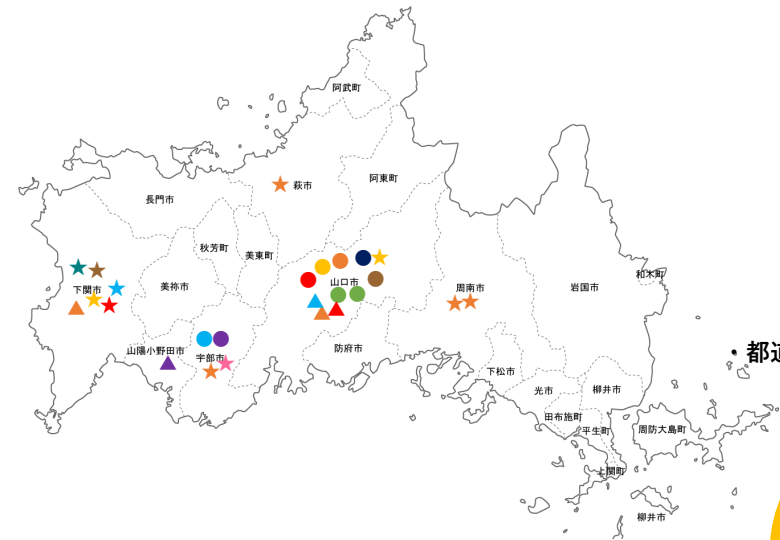 阿武町
萩市
阿東町
長門市
秋芳町
美東町
和木町
下関市
美祢市
山口市
周南市
岩国市
山陽小野田市
宇部市
防府市
・都道
下松市
光市
柳井市
田布施町
平生町
周防大島町
上関町
柳井市